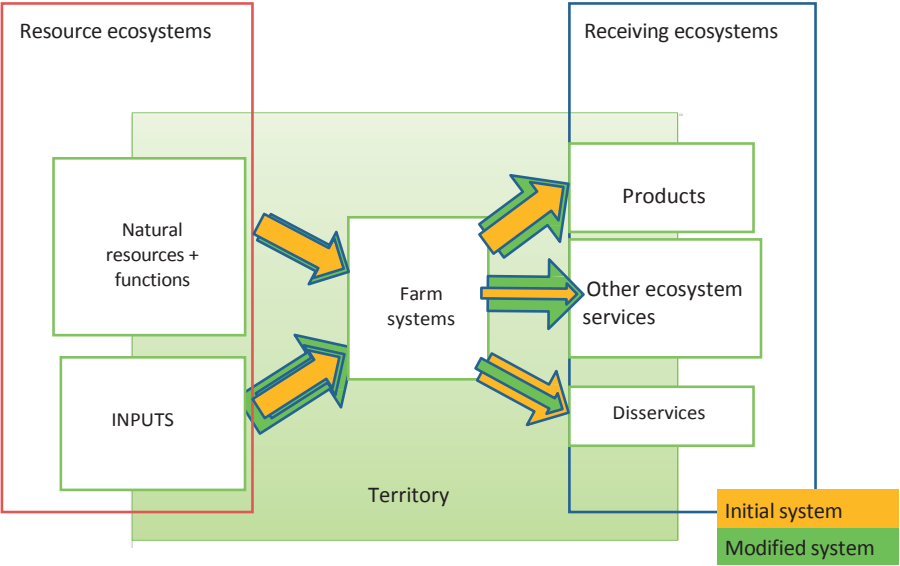 Resource ecosystems
Receiving ecosystems
Natural
resources +
functions
Products
Farm
systems
Other ecosystem
services
INPUTS
Disservices
Territory
Initial system
Modified system